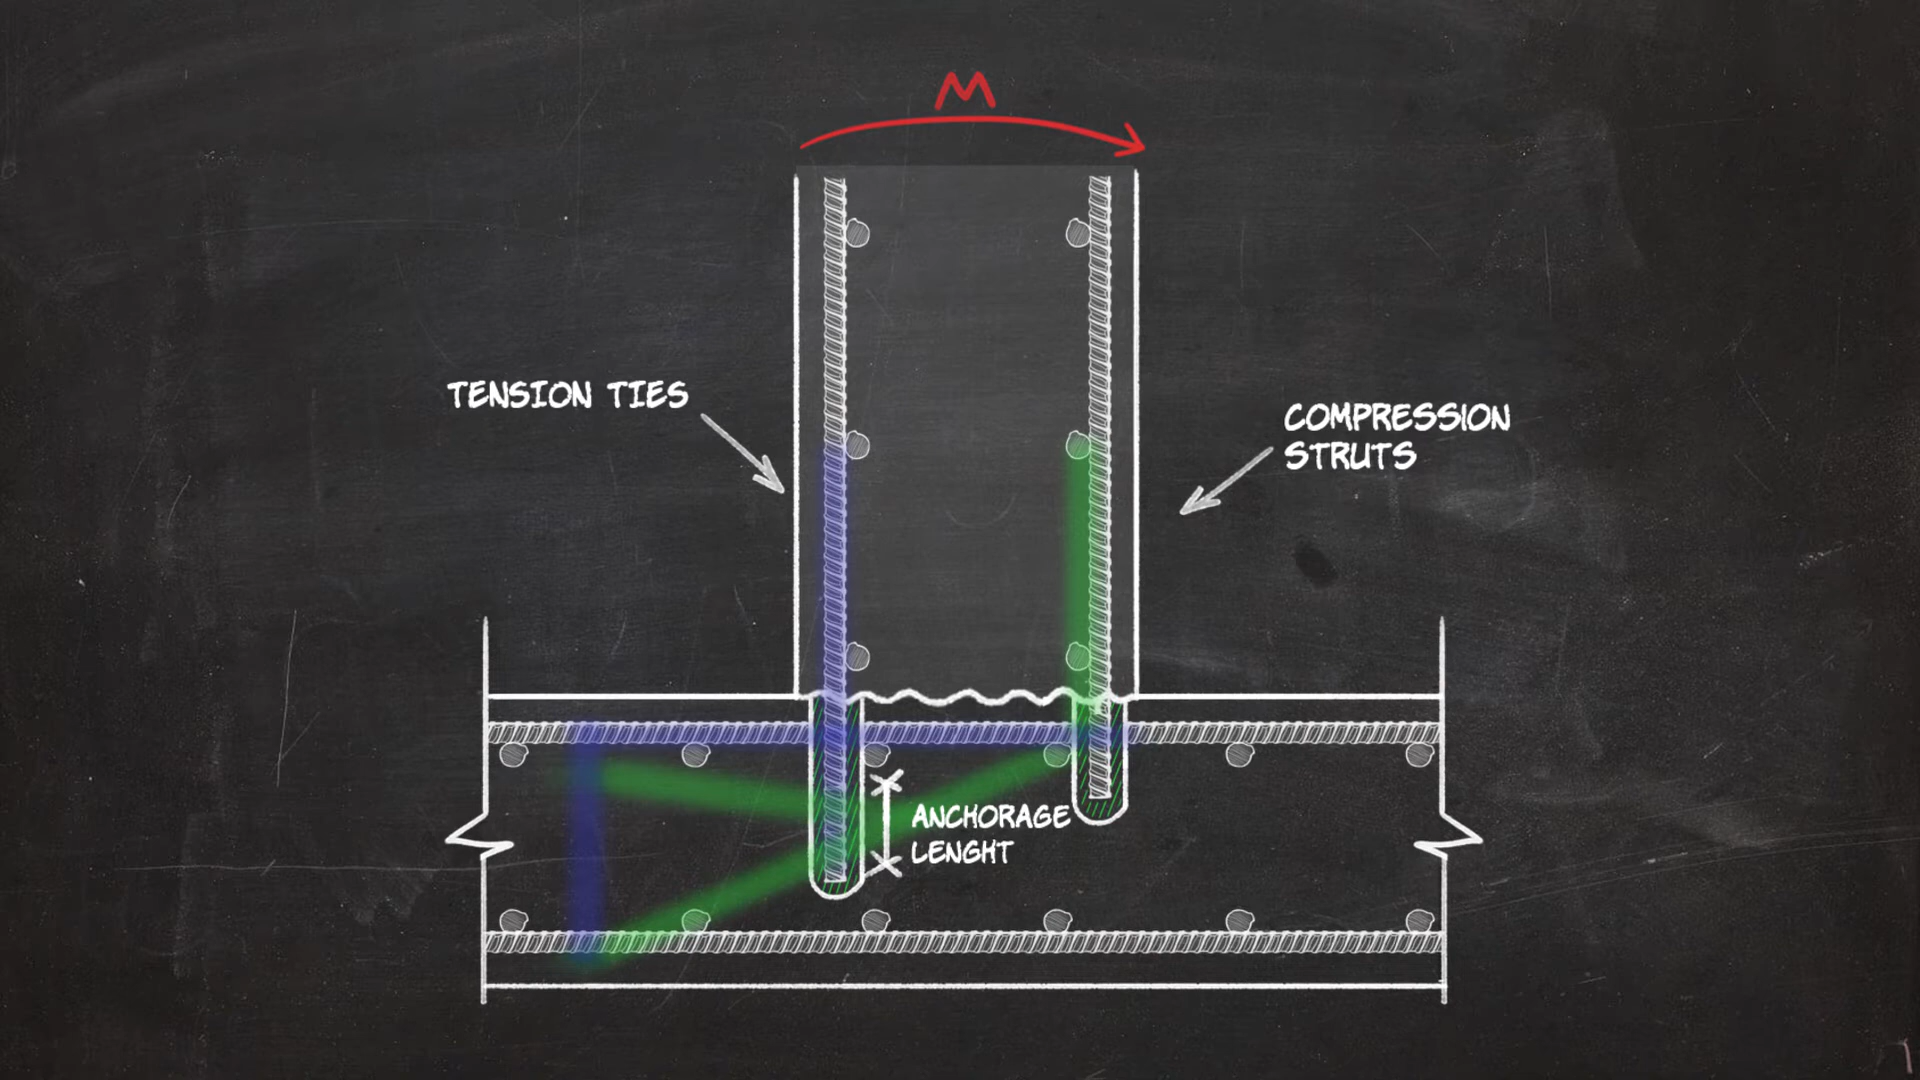 M
TENSION TIES
COMPRESSION
STRUTS
ANCHORAGE
LENGHT